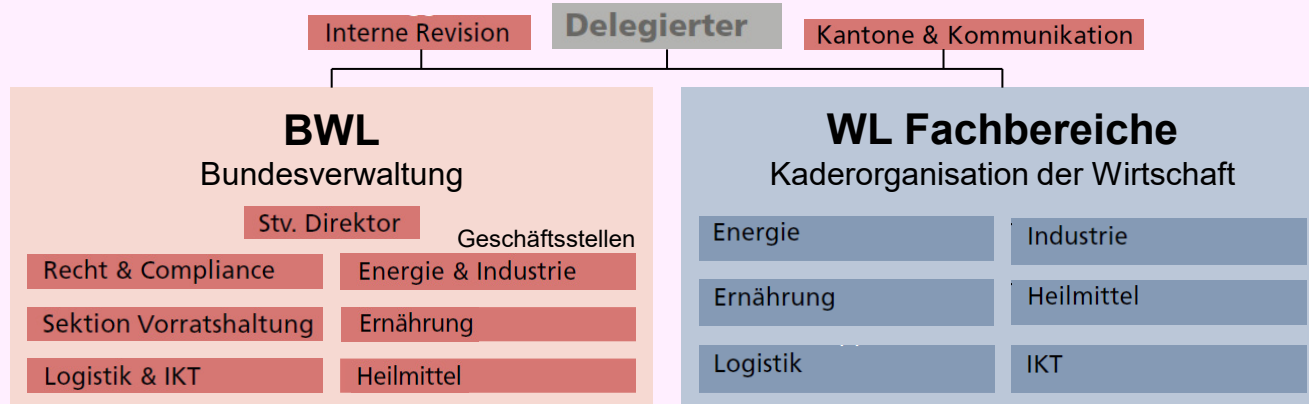 Interne Revision
Delegierter
Kantone & Kommunikation
BWL
Bundesverwaltung
Stv. Direktor
Geschäftsstellen
Recht & Compliance
Energie & Industrie
Sektion Vorratshaltung
Ernährung
Logistik & IKT
Heilmittel
WL Fachbereiche
Kaderorganisation der Wirtschaft
Energie
Industrie
Ernährung
Heilmittel
Logistik
IKT